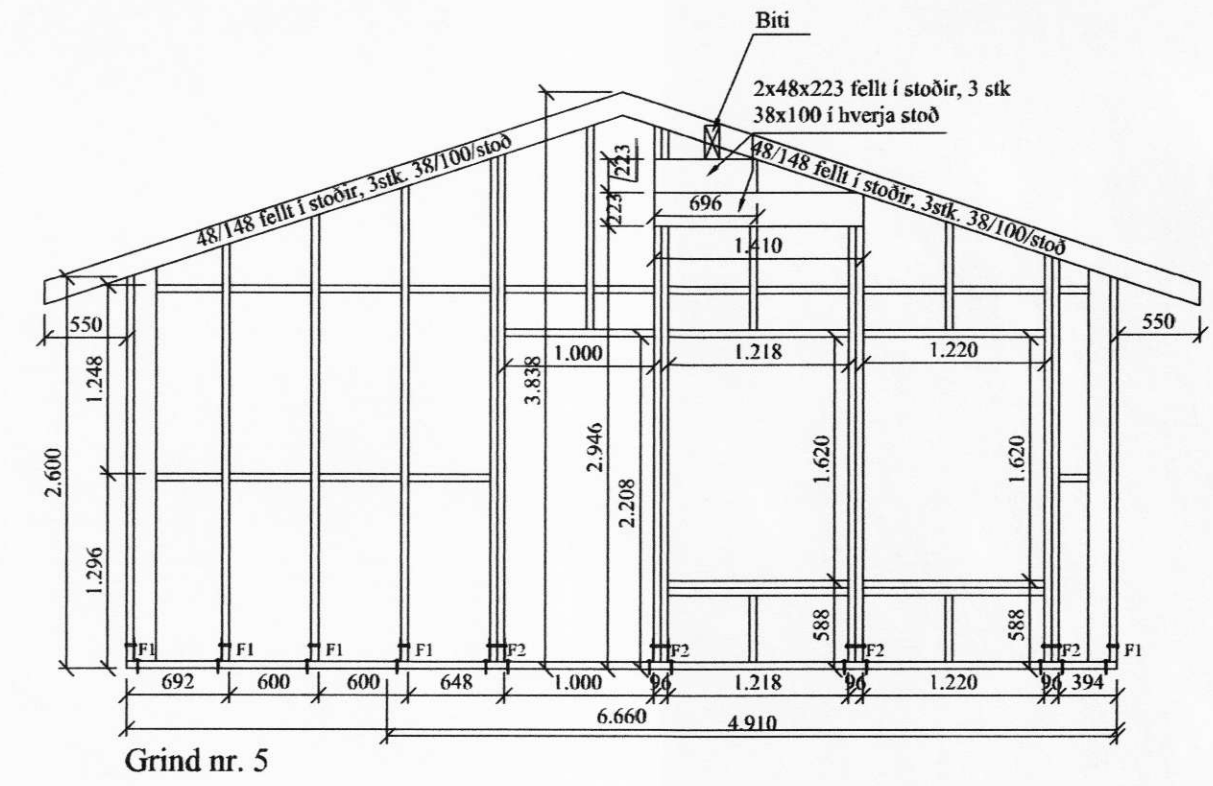 Biti
2x48x223 fellt í stoðir, 3 stk
38x100 í hverja stoð
48/148 fellt í stoðir, 3stk. 38/100/stoð
48/148 fellt í stoðir, 3stk. 38/100/stoð
223
223
696
1.410
550
550
1.248
1.000
1.218
1.220
3.838
2.946
2.600
1.620
1.620
2.208
1.296
588
588
F1
F1
F1
F1
F2
F2
F2
F2
F1
692
600
600
648
1.000
96
1.218
96
1.220
96
394
6.660
4.910
Grind nr. 5